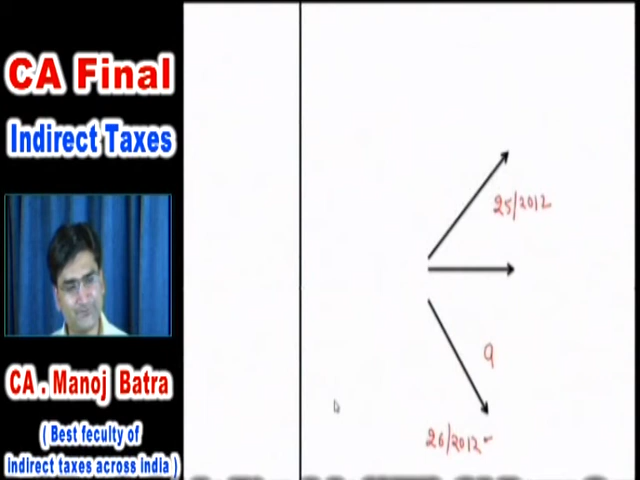 CA Final
Indirect Taxes
CA . Manoj Batra
( Best feculty of
indirect taxes across india )
25/2012
9
26/2012